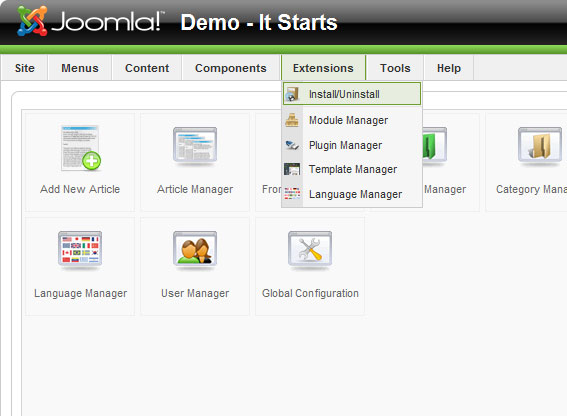 Joomla!™ Demo - It Starts
Site Menus Content Components Extensions Tools Help
Install/Uninstall
Module Manager
Plugin Manager
Template Manager
Language Manager
Add New Article Article Manager Fron Manager Category Mana
Language Manager User Manager Global Configuration